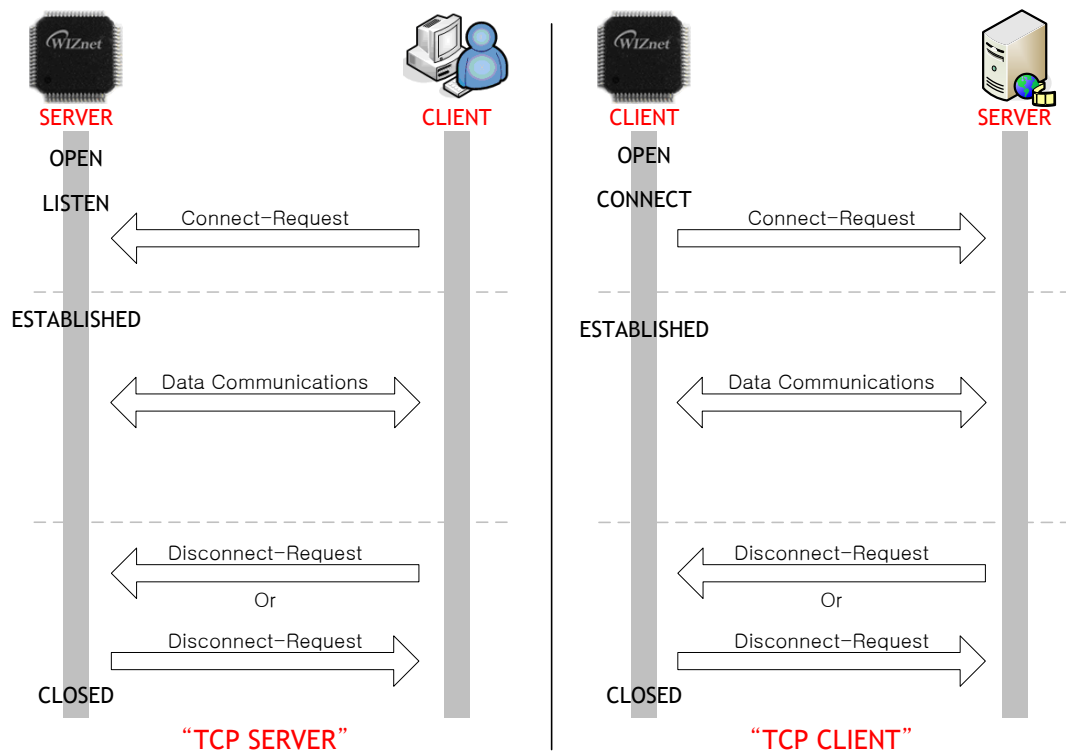 WIZnet
SERVER
CLIENT
OPEN
LISTEN
Connect-Request
ESTABLISHED
Data Communications
Disconnect-Request
Or
Disconnect-Request
CLOSED
“TCP SERVER”
WIZnet
CLIENT
SERVER
OPEN
CONNECT
Connect-Request
ESTABLISHED
Data Communications
Disconnect-Request
Or
Disconnect-Request
CLOSED
“TCP CLIENT”